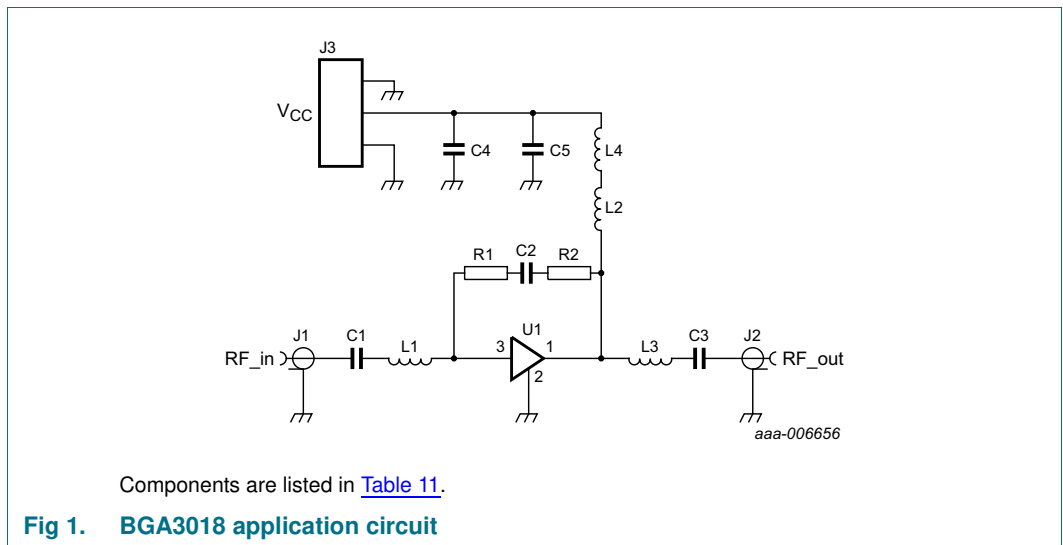 J3
VCC
C4
C5
L4
L2
R1
C2
R2
U1
J1
C1
L1
3
1
2
L3
C3
J2
RF_in
RF_out
aaa-006656
Components are listed in Table 11.
Fig 1. BGA3018 application circuit